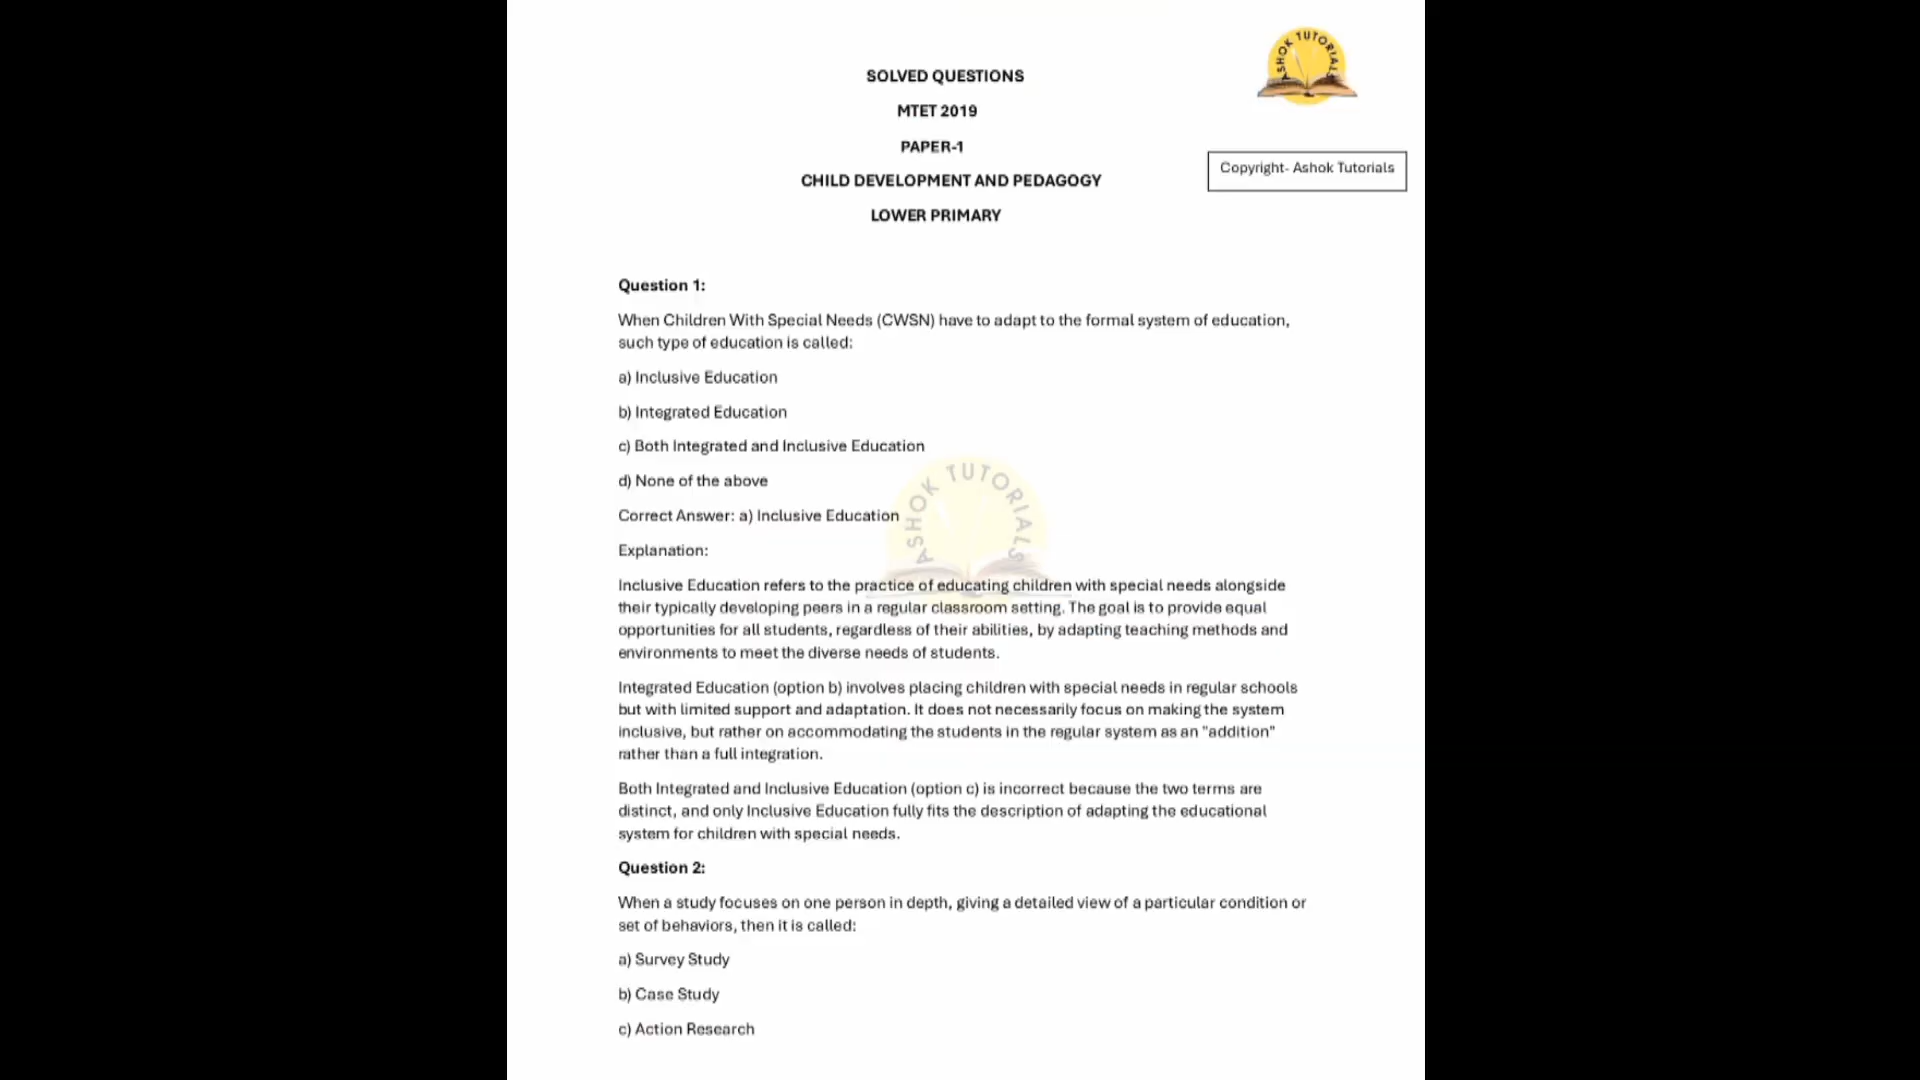 ASHOK TUTORIALS
SOLVED QUESTIONS
MTET 2019
PAPER-1
Copyright- Ashok Tutorials
CHILD DEVELOPMENT AND PEDAGOGY
LOWER PRIMARY
Question 1:
When Children With Special Needs (CWSN) have to adapt to the formal system of education,
such type of education is called:
a) Inclusive Education
b) Integrated Education
c) Both Integrated and Inclusive Education
d) None of the above
ASHOK TUTORIALS
Correct Answer: a) Inclusive Education
Explanation:
Inclusive Education refers to the practice of educating children with special needs alongside
their typically developing peers in a regular classroom setting. The goal is to provide equal
opportunities for all students, regardless of their abilities, by adapting teaching methods and
environments to meet the diverse needs of students.
Integrated Education (option b) involves placing children with special needs in regular schools
but with limited support and adaptation. It does not necessarily focus on making the system
inclusive, but rather on accommodating the students in the regular system as an "addition"
rather than a full integration.
Both Integrated and Inclusive Education (option c) is incorrect because the two terms are
distinct, and only Inclusive Education fully fits the description of adapting the educational
system for children with special needs.
Question 2:
When a study focuses on one person in depth, giving a detailed view of a particular condition or
set of behaviors, then it is called:
a) Survey Study
b) Case Study
c) Action Research